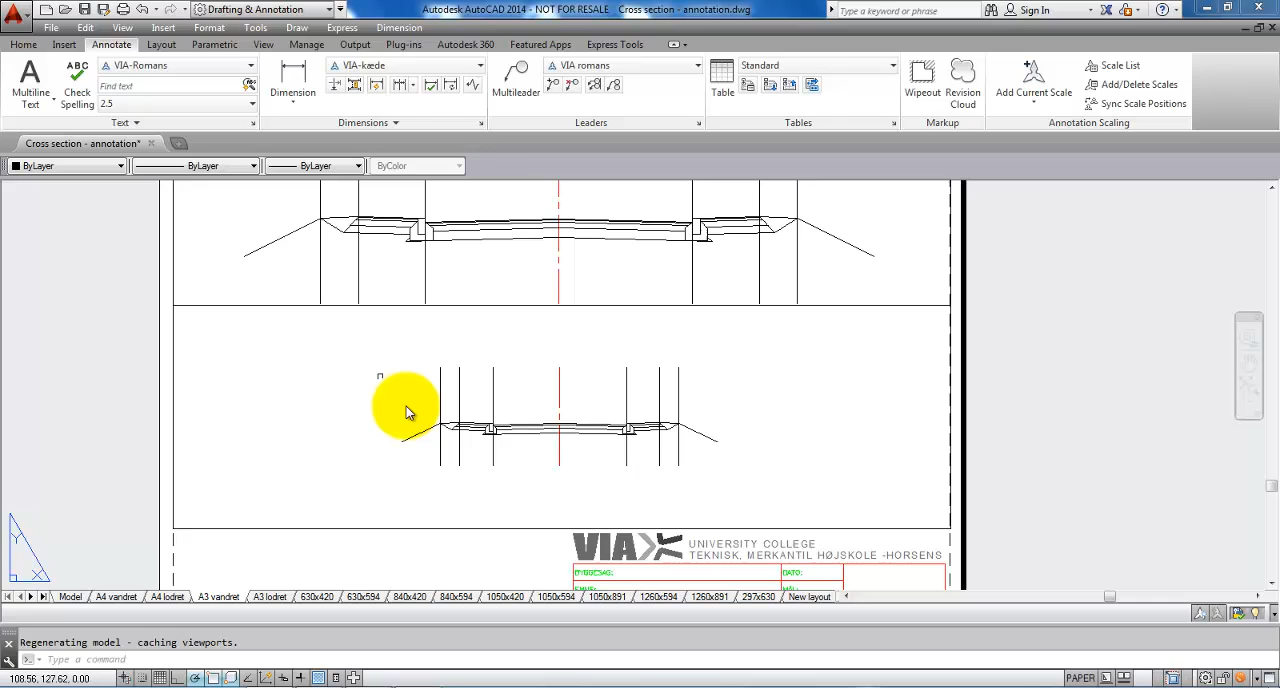 Drafting & Annotation
Autodesk AutoCAD 2014 - NOT FOR RESALE Cross section - annotation.dwg
Type a keyword or phrase
Sign In
File Edit View Insert Format Tools Draw Dimension
Home Insert Annotate Layout Parametric View Manage Output Plug-ins Autodesk 360 Featured Apps Express Tools
Multiline Text
ABC
Check Spelling
VIA-Romans
Find text
2.5
Text
Dimension
VIA-kæde
Dimensions
Multileader
VIA romans
Leaders
Table
Standard
Tables
Wipeout
Revision Cloud
Markup
Add Current Scale
Scale List
Add/Delete Scales
Sync Scale Positions
Annotation Scaling
Cross section - annotation*
ByLayer ByLayer ByLayer ByColor
VIA
UNIVERSITY COLLEGE
TEKNISK, MERKANTIL HØJSKOLE -HORSENS
BYGGESAG: DATO:
Y
X
Model A4 vandret A4 lodret A3 vandret A3 lodret 630x420 630x594 840x420 840x594 1050x420 1050x594 1050x891 1260x594 1260x891 297x630 New layout
Regenerating model - caching viewports.
Type a command
108.56, 127.62, 0.00
PAPER